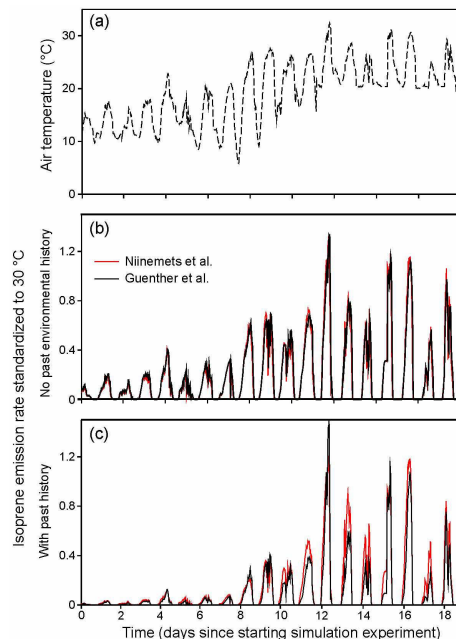 (a)
30
20
10
0
Air temperature (°C)
(b)
1.2
0.8
0.4
0
Niinemets et al.
Guenther et al.
No past environmental history
Isoprene emission rate standardized to 30 °C
(c)
1.2
0.8
0.4
0
With past history
0 2 4 6 8 10 12 14 16 18
Time (days since starting simulation experiment)